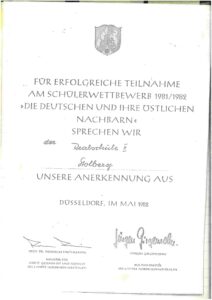 FÜR ERFOLGREICHE TEILNAHME
AM SCHÜLERWETTBEWERB 1981/1982
»DIE DEUTSCHEN UND IHRE ÖSTLICHEN
NACHBARN«
SPRECHEN WIR
der Realschule I
Stolberg
UNSERE ANERKENNUNG AUS
DÜSSELDORF, IM MAI 1982